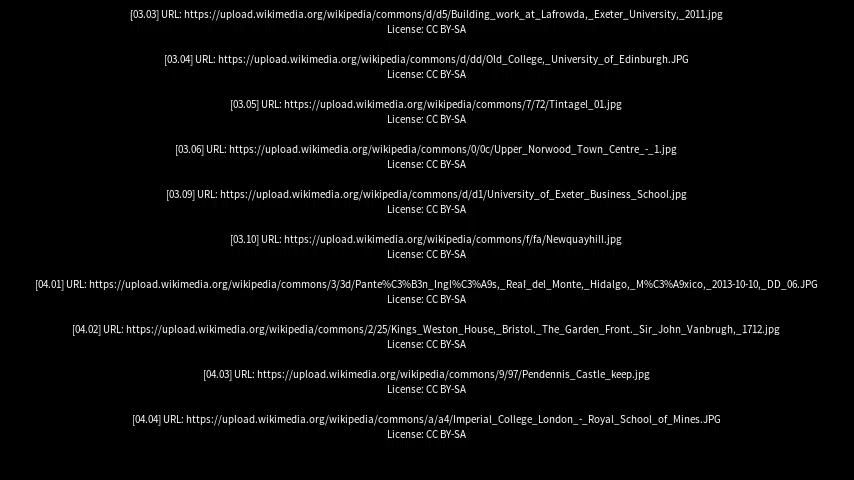 [03.03] URL: https://upload.wikimedia.org/wikipedia/commons/d/d5/Building_work_at_Lafrowda,_Exeter_University,_2011.jpg
License: CC BY-SA
[03.04] URL: https://upload.wikimedia.org/wikipedia/commons/d/dd/Old_College,_University_of_Edinburgh.JPG
License: CC BY-SA
[03.05] URL: https://upload.wikimedia.org/wikipedia/commons/7/72/Tintagel_01.jpg
License: CC BY-SA
[03.06] URL: https://upload.wikimedia.org/wikipedia/commons/0/0c/Upper_Norwood_Town_Centre_-_1.jpg
License: CC BY-SA
[03.09] URL: https://upload.wikimedia.org/wikipedia/commons/d/d1/University_of_Exeter_Business_School.jpg
License: CC BY-SA
[03.10] URL: https://upload.wikimedia.org/wikipedia/commons/f/fa/Newquayhill.jpg
License: CC BY-SA
[04.01] URL: https://upload.wikimedia.org/wikipedia/commons/3/3d/Pante%C3%B3n_Ingl%C3%A9s,_Real_del_Monte,_Hidalgo,_M%C3%A9xico,_2013-10-10,_DD_06.JPG
License: CC BY-SA
[04.02] URL: https://upload.wikimedia.org/wikipedia/commons/2/25/Kings_Weston_House,_Bristol._The_Garden_Front._Sir_John_Vanbrugh,_1712.jpg
License: CC BY-SA
[04.03] URL: https://upload.wikimedia.org/wikipedia/commons/9/97/Pendennis_Castle_keep.jpg
License: CC BY-SA
[04.04] URL: https://upload.wikimedia.org/wikipedia/commons/a/a4/Imperial_College_London_-_Royal_School_of_Mines.JPG
License: CC BY-SA